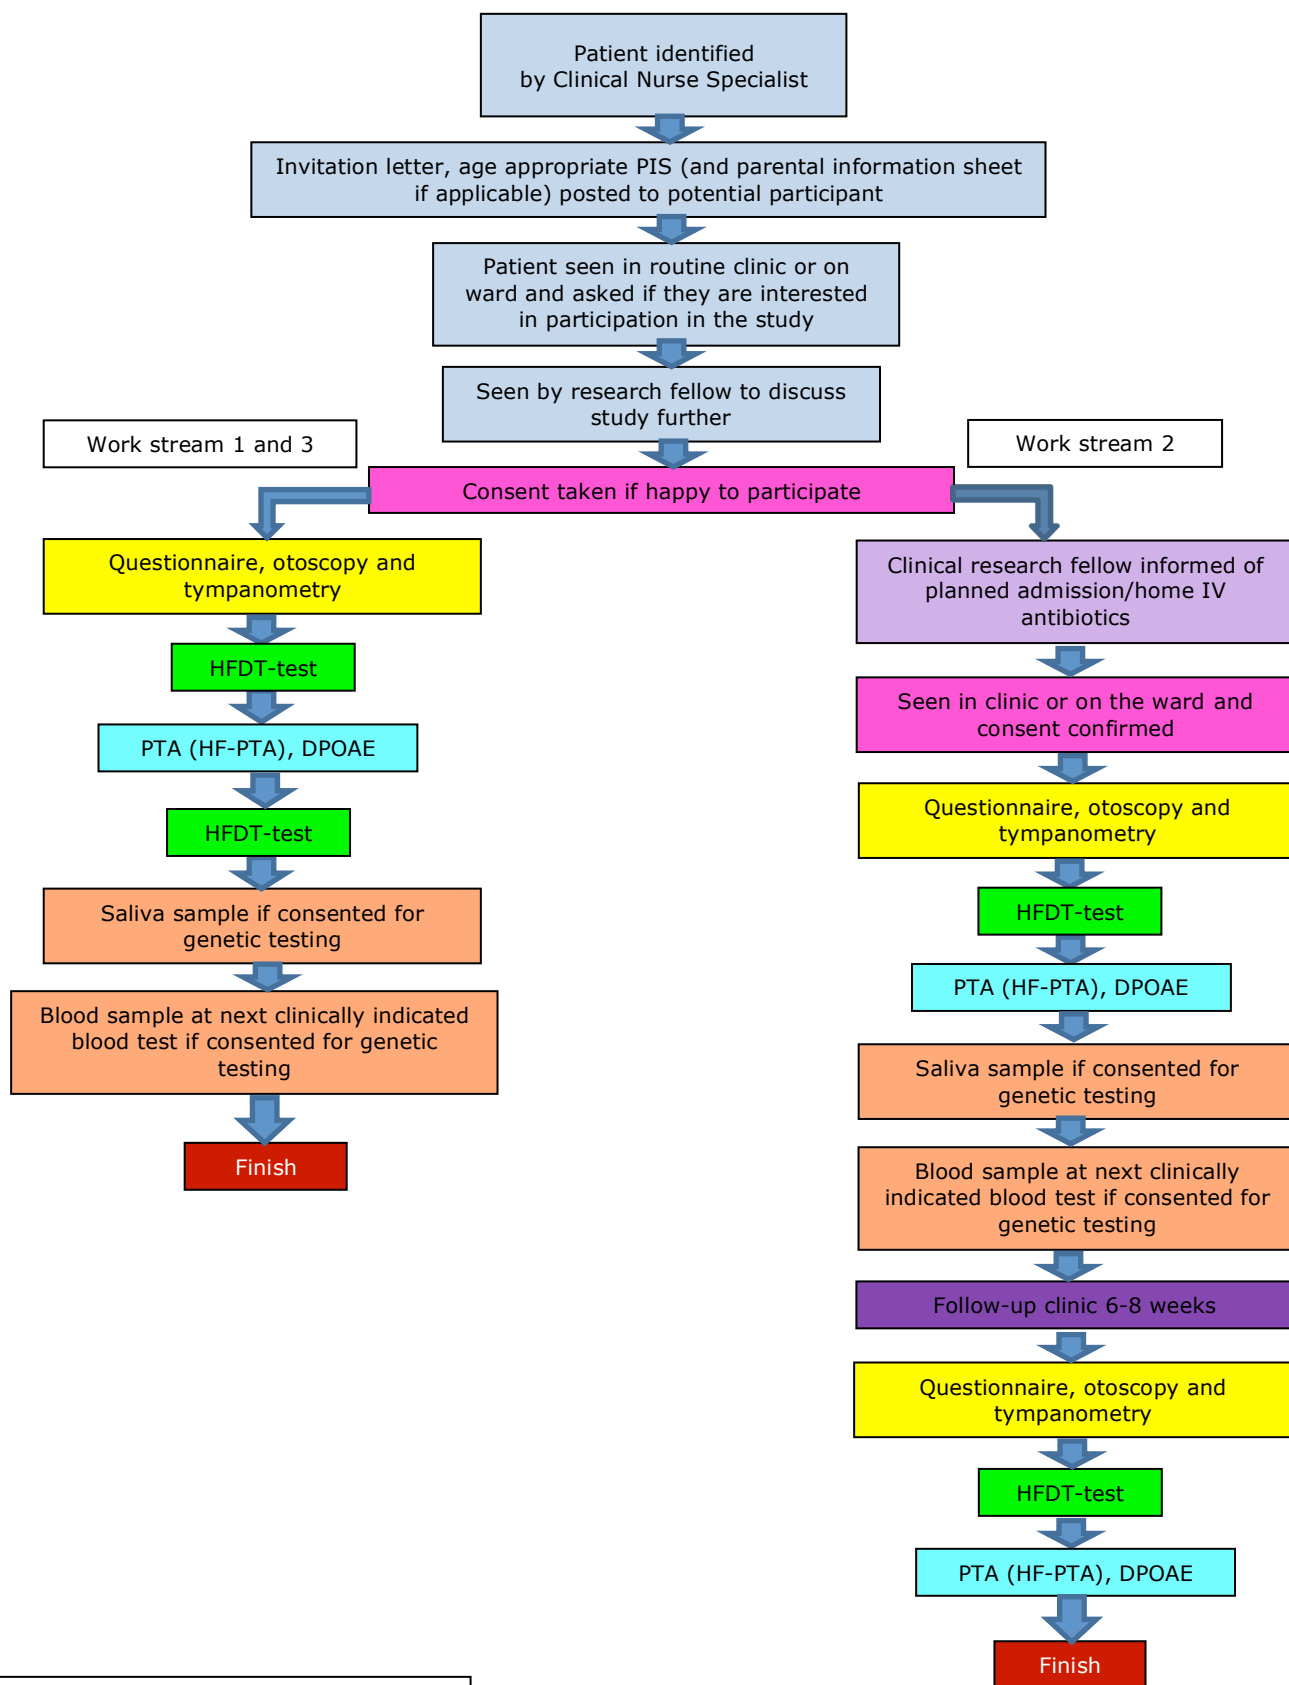 Patient identified
by Clinical Nurse Specialist
Invitation letter, age appropriate PIS (and parental information sheet
if applicable) posted to potential participant
Patient seen in routine clinic or on
ward and asked if they are interested
in participation in the study
Seen by research fellow to discuss
study further
Work stream 1 and 3
Work stream 2
Consent taken if happy to participate
Questionnaire, otoscopy and
tympanometry
HFDT-test
PTA (HF-PTA), DPOAE
HFDT-test
Saliva sample if consented for
genetic testing
Blood sample at next clinically indicated
blood test if consented for genetic
testing
Finish
Clinical research fellow informed of
planned admission/home IV
antibiotics
Seen in clinic or on the ward and
consent confirmed
Questionnaire, otoscopy and
tympanometry
HFDT-test
PTA (HF-PTA), DPOAE
Saliva sample if consented for
genetic testing
Blood sample at next clinically
indicated blood test if consented for
genetic testing
Follow-up clinic 6-8 weeks
Questionnaire, otoscopy and
tympanometry
HFDT-test
PTA (HF-PTA), DPOAE
Finish